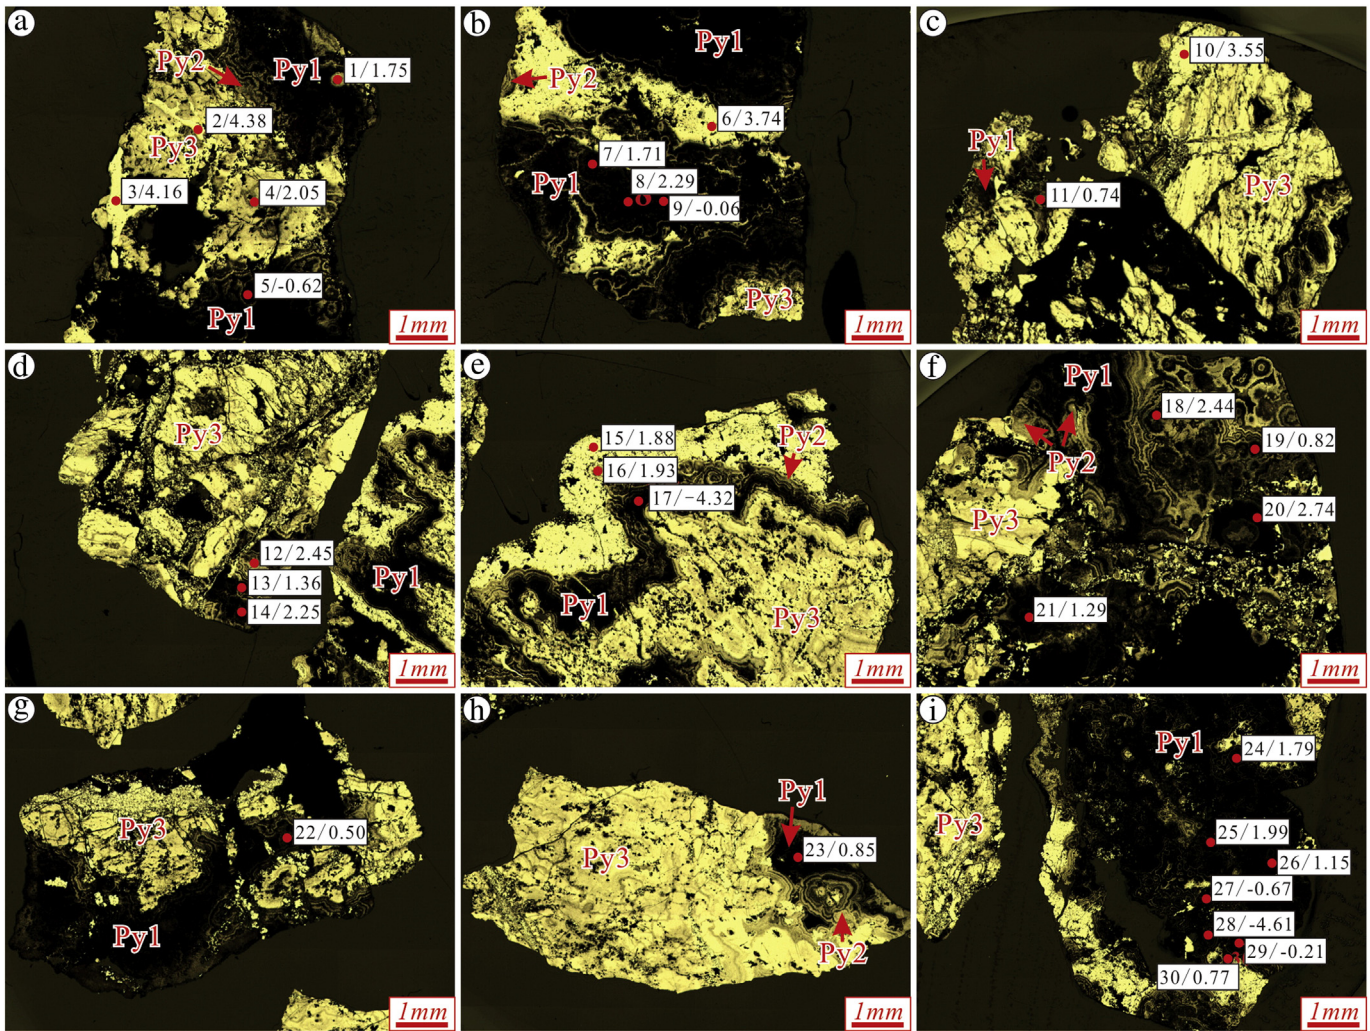 a
Py2
Py1
1/1.75
2/4.38
Py3
3/4.16
4/2.05
5/-0.62
Py1
1mm
b
Py1
Py2
6/3.74
7/1.71
Py1
8/2.29
9/-0.06
Py3
1mm
c
10/3.55
Py1
Py3
11/0.74
1mm
d
Py3
12/2.45
13/1.36
Py1
14/2.25
1mm
e
15/1.88
Py2
16/1.93
17/-4.32
Py1
Py3
1mm
f
Py1
18/2.44
19/0.82
Py2
20/2.74
Py3
21/1.29
1mm
g
Py3
22/0.50
Py1
1mm
h
Py1
23/0.85
Py3
Py2
1mm
i
Py1
24/1.79
Py3
25/1.99
26/1.15
27/-0.67
28/-4.61
29/-0.21
30/0.77
1mm